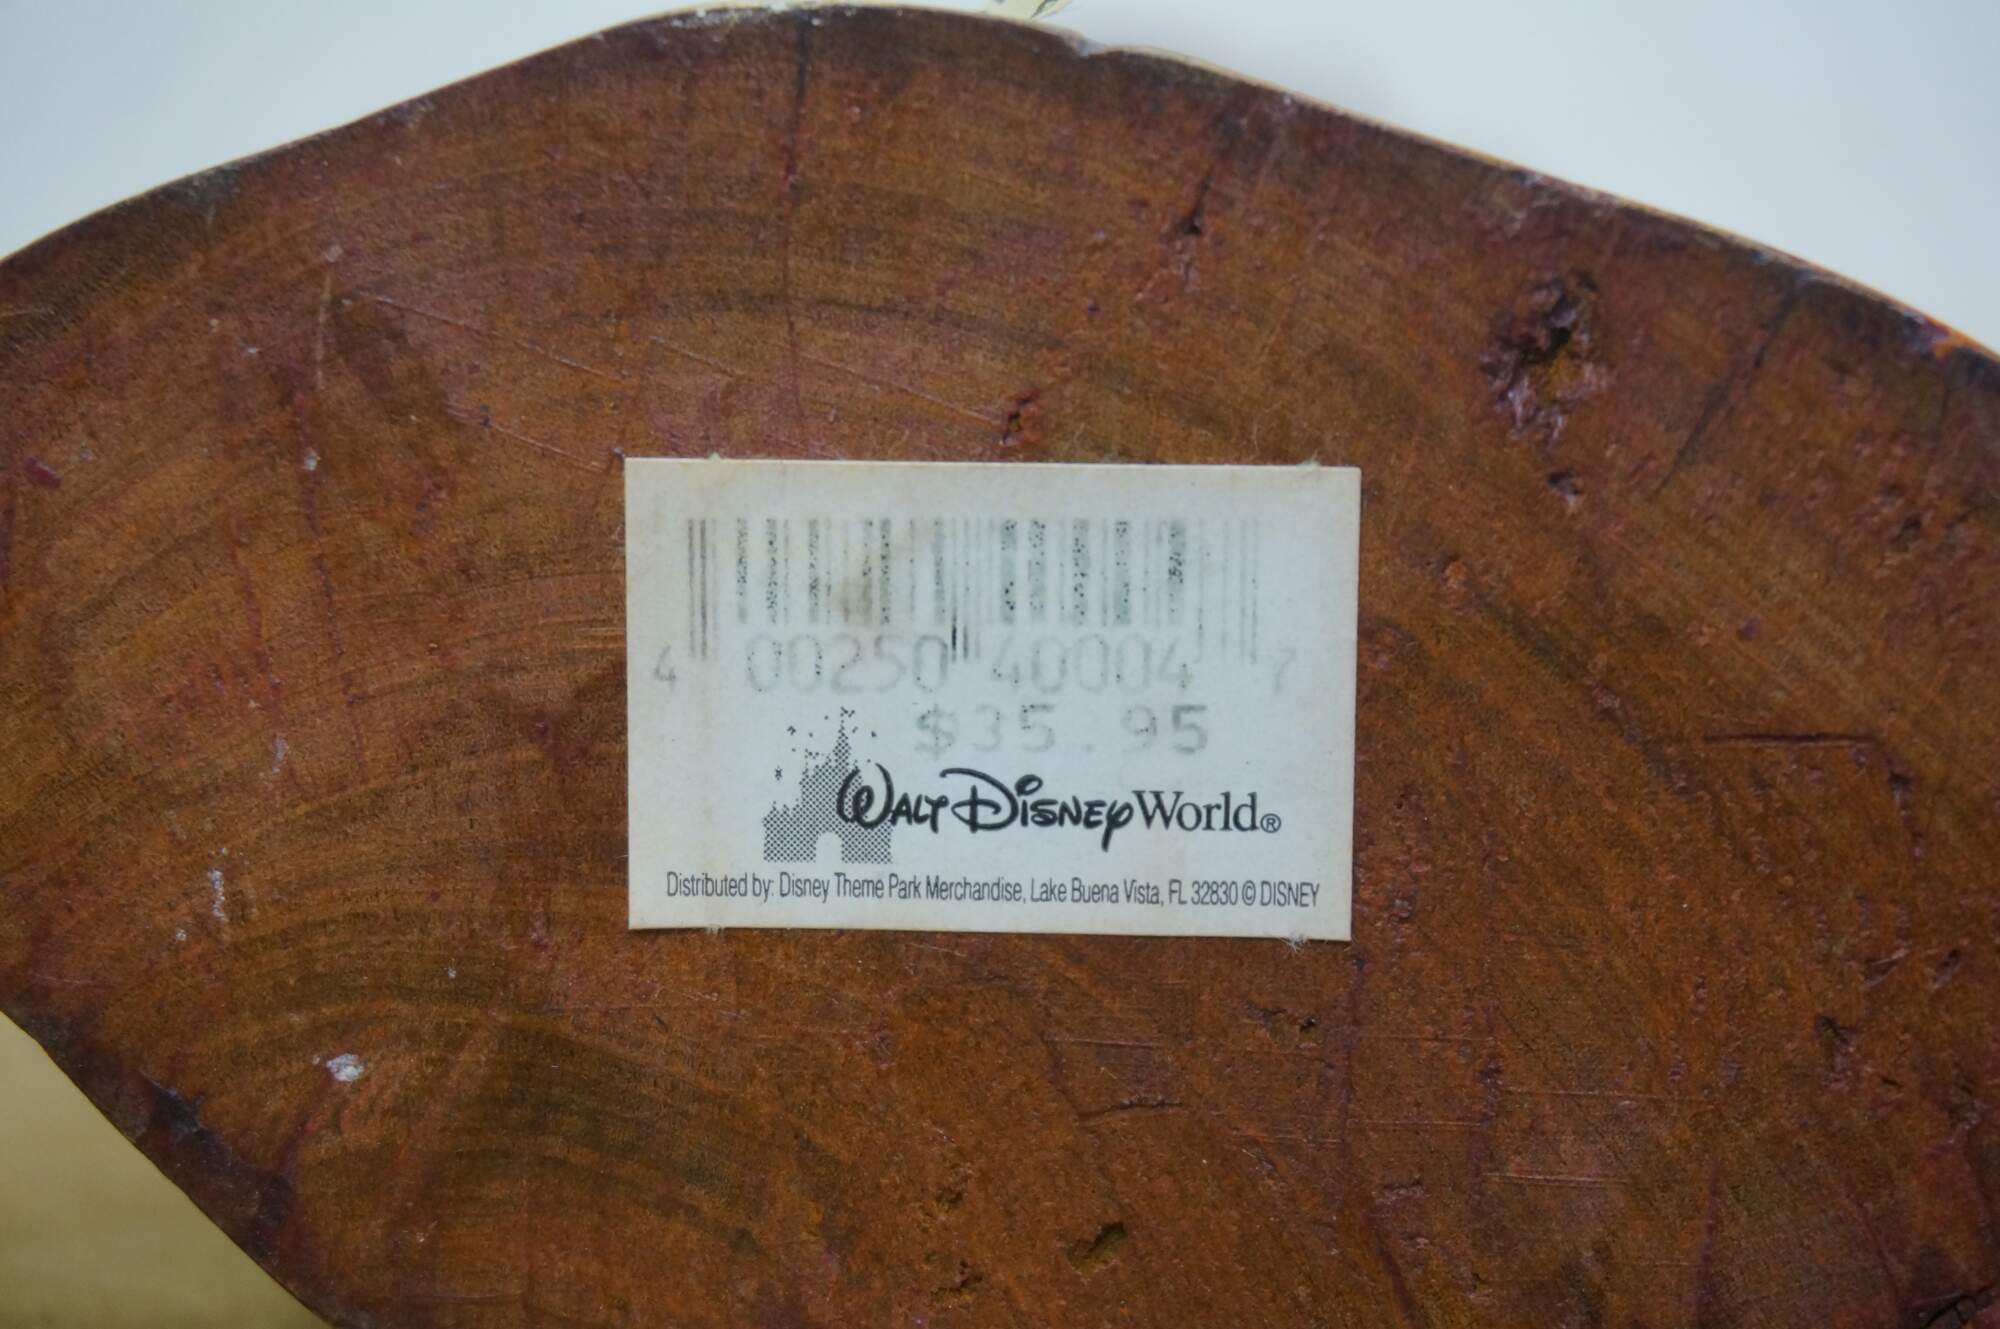 4 00250 40004 7
$35.95
WALT DISNEY World®
Distributed by: Disney Theme Park Merchandise, Lake Buena Vista, FL 32830 © DISNEY